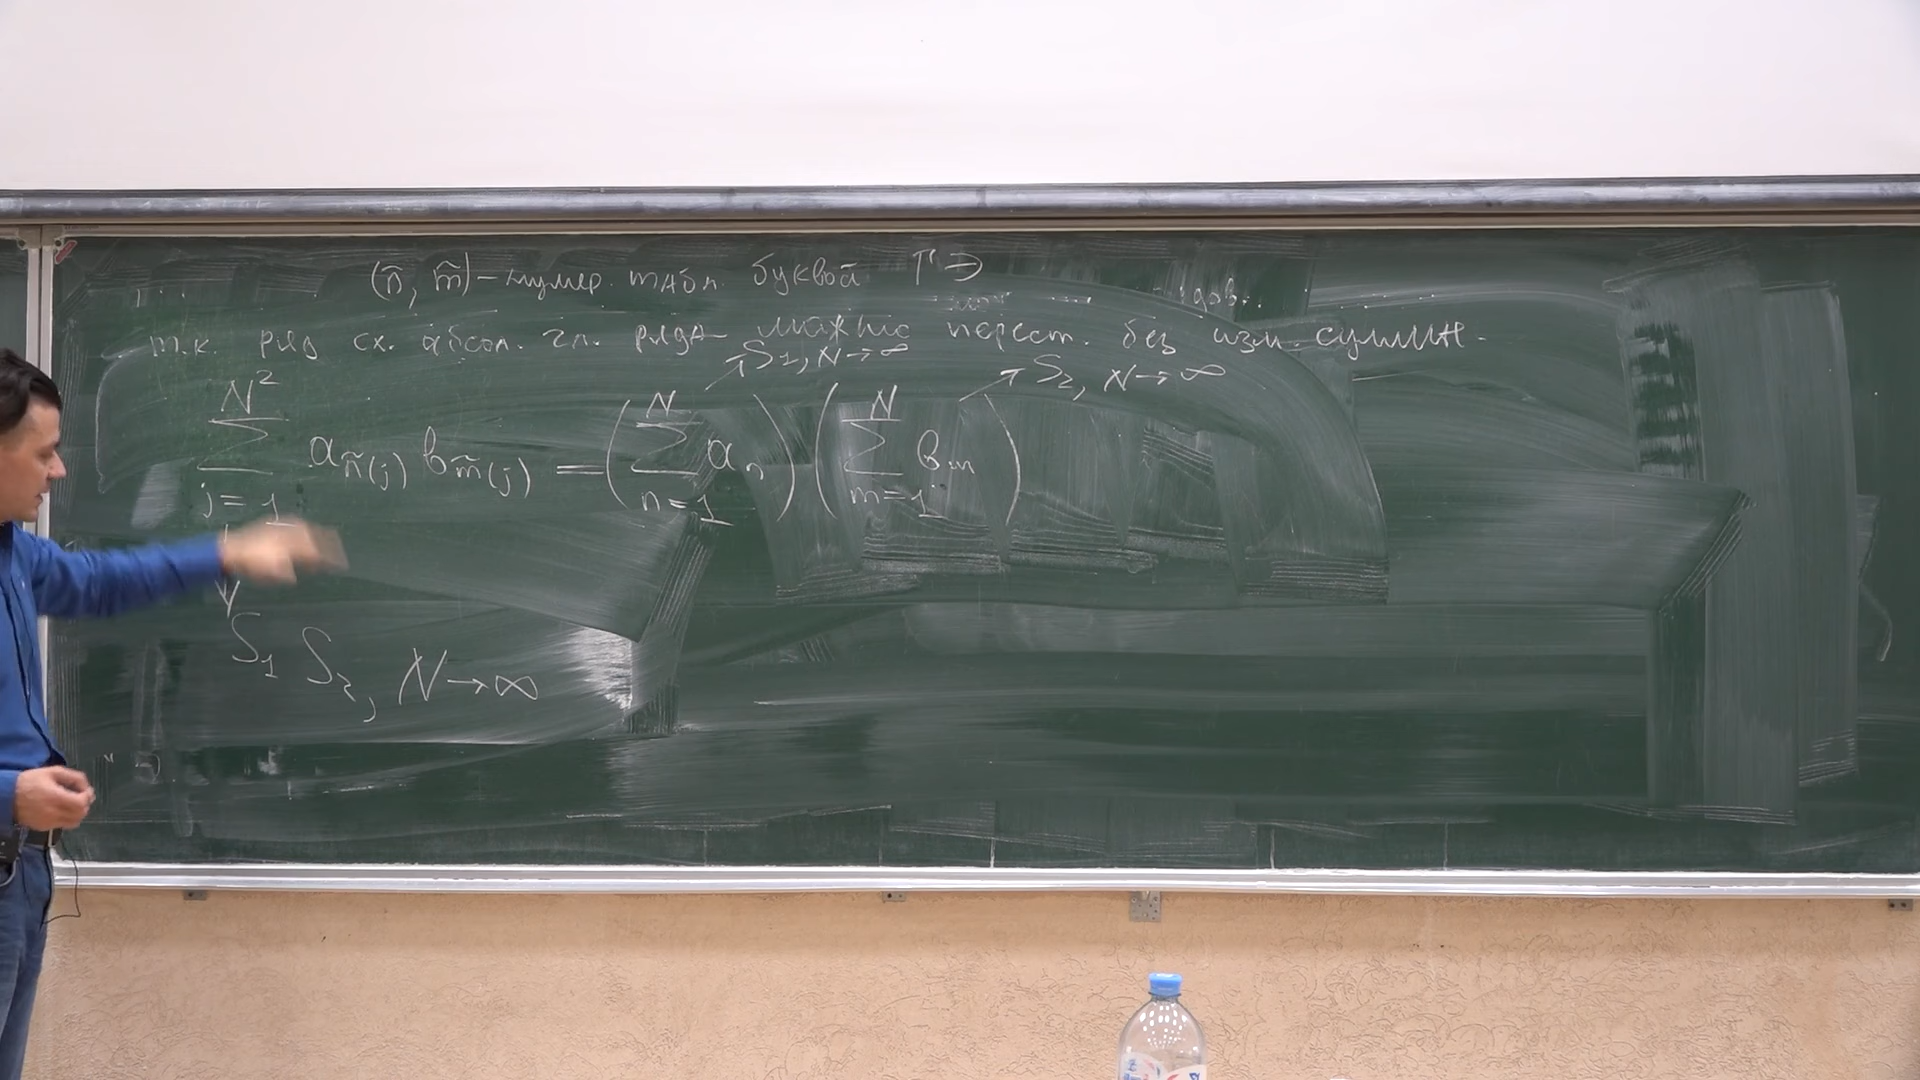 (ñ, m̃) – нумер. табл. буквой Г ⇒
т.к. ряд сх. абсол. чл. ряда можно перест. без изм. суммы.
→ S₁, N → ∞
→ S₂, N → ∞
∑_{j=1}^{N²} a_{ñ(j)} b_{m̃(j)} = (∑_{n=1}^{N} a_n)(∑_{m=1}^{N} b_m)
↓
S₁ S₂, N → ∞